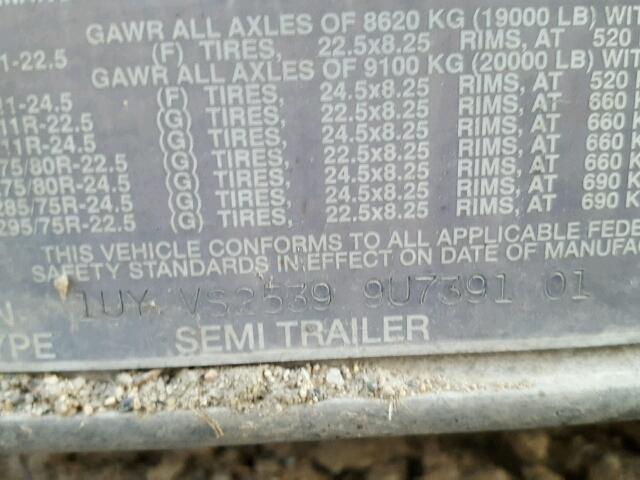 GAWR ALL AXLES OF 8620 KG (19000 LB) WIT
1-22.5 (F) TIRES, 22.5x8.25 RIMS, AT 520
GAWR ALL AXLES OF 9100 KG (20000 LB) WIT
11-24.5 (F) TIRES, 24.5x8.25 RIMS, AT 520
11R-22.5 (G) TIRES, 22.5x8.25 RIMS, AT 660
11R-24.5 (G) TIRES, 24.5x8.25 RIMS, AT 660 K
75/80R-22.5 (G) TIRES, 22.5x8.25 RIMS, AT 660 K
275/80R-24.5 (G) TIRES, 24.5x8.25 RIMS, AT 660 K
285/75R-24.5 (G) TIRES, 24.5x8.25 RIMS, AT 690 K
295/75R-22.5 (G) TIRES, 22.5x8.25 RIMS, AT 690 K
THIS VEHICLE CONFORMS TO ALL APPLICABLE FEDE
SAFETY STANDARDS IN EFFECT ON DATE OF MANUFA
N 1UY VS2539 9U7391 01
TYPE SEMI TRAILER